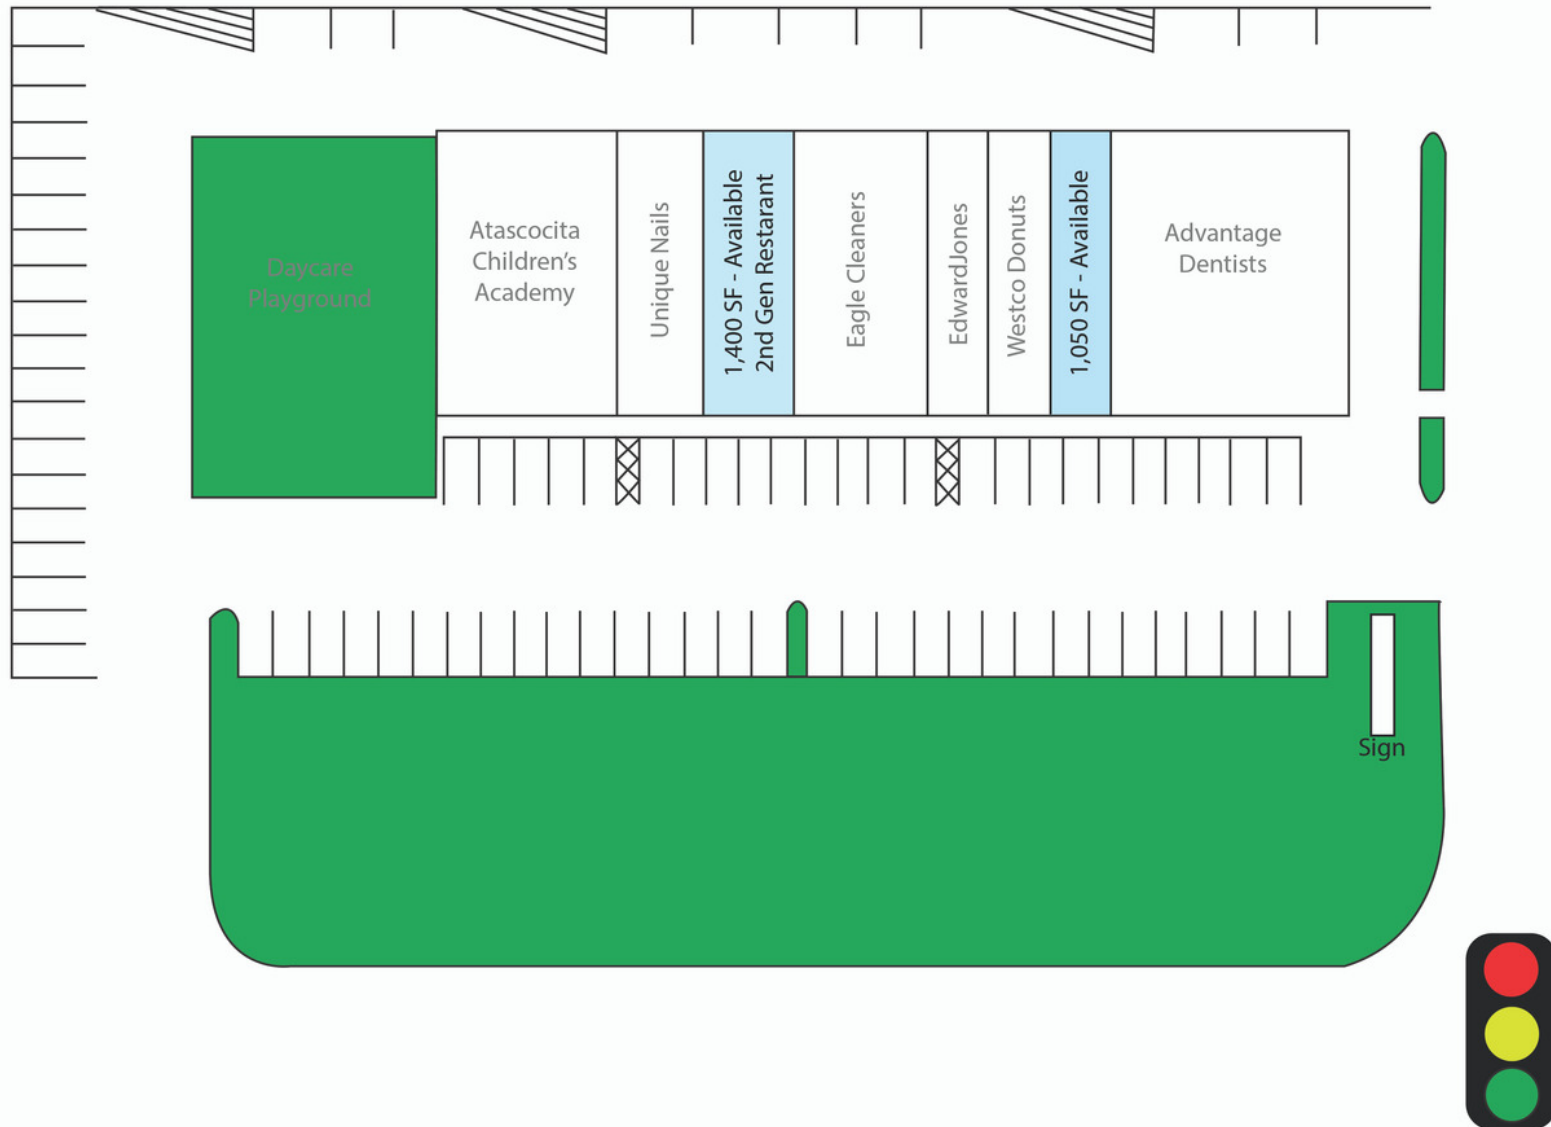 Daycare
Playground
Atascocita
Children's
Academy
Unique Nails
1,400 SF - Available
2nd Gen Restarant
Eagle Cleaners
EdwardJones
Westco Donuts
1,050 SF - Available
Advantage
Dentists
Sign